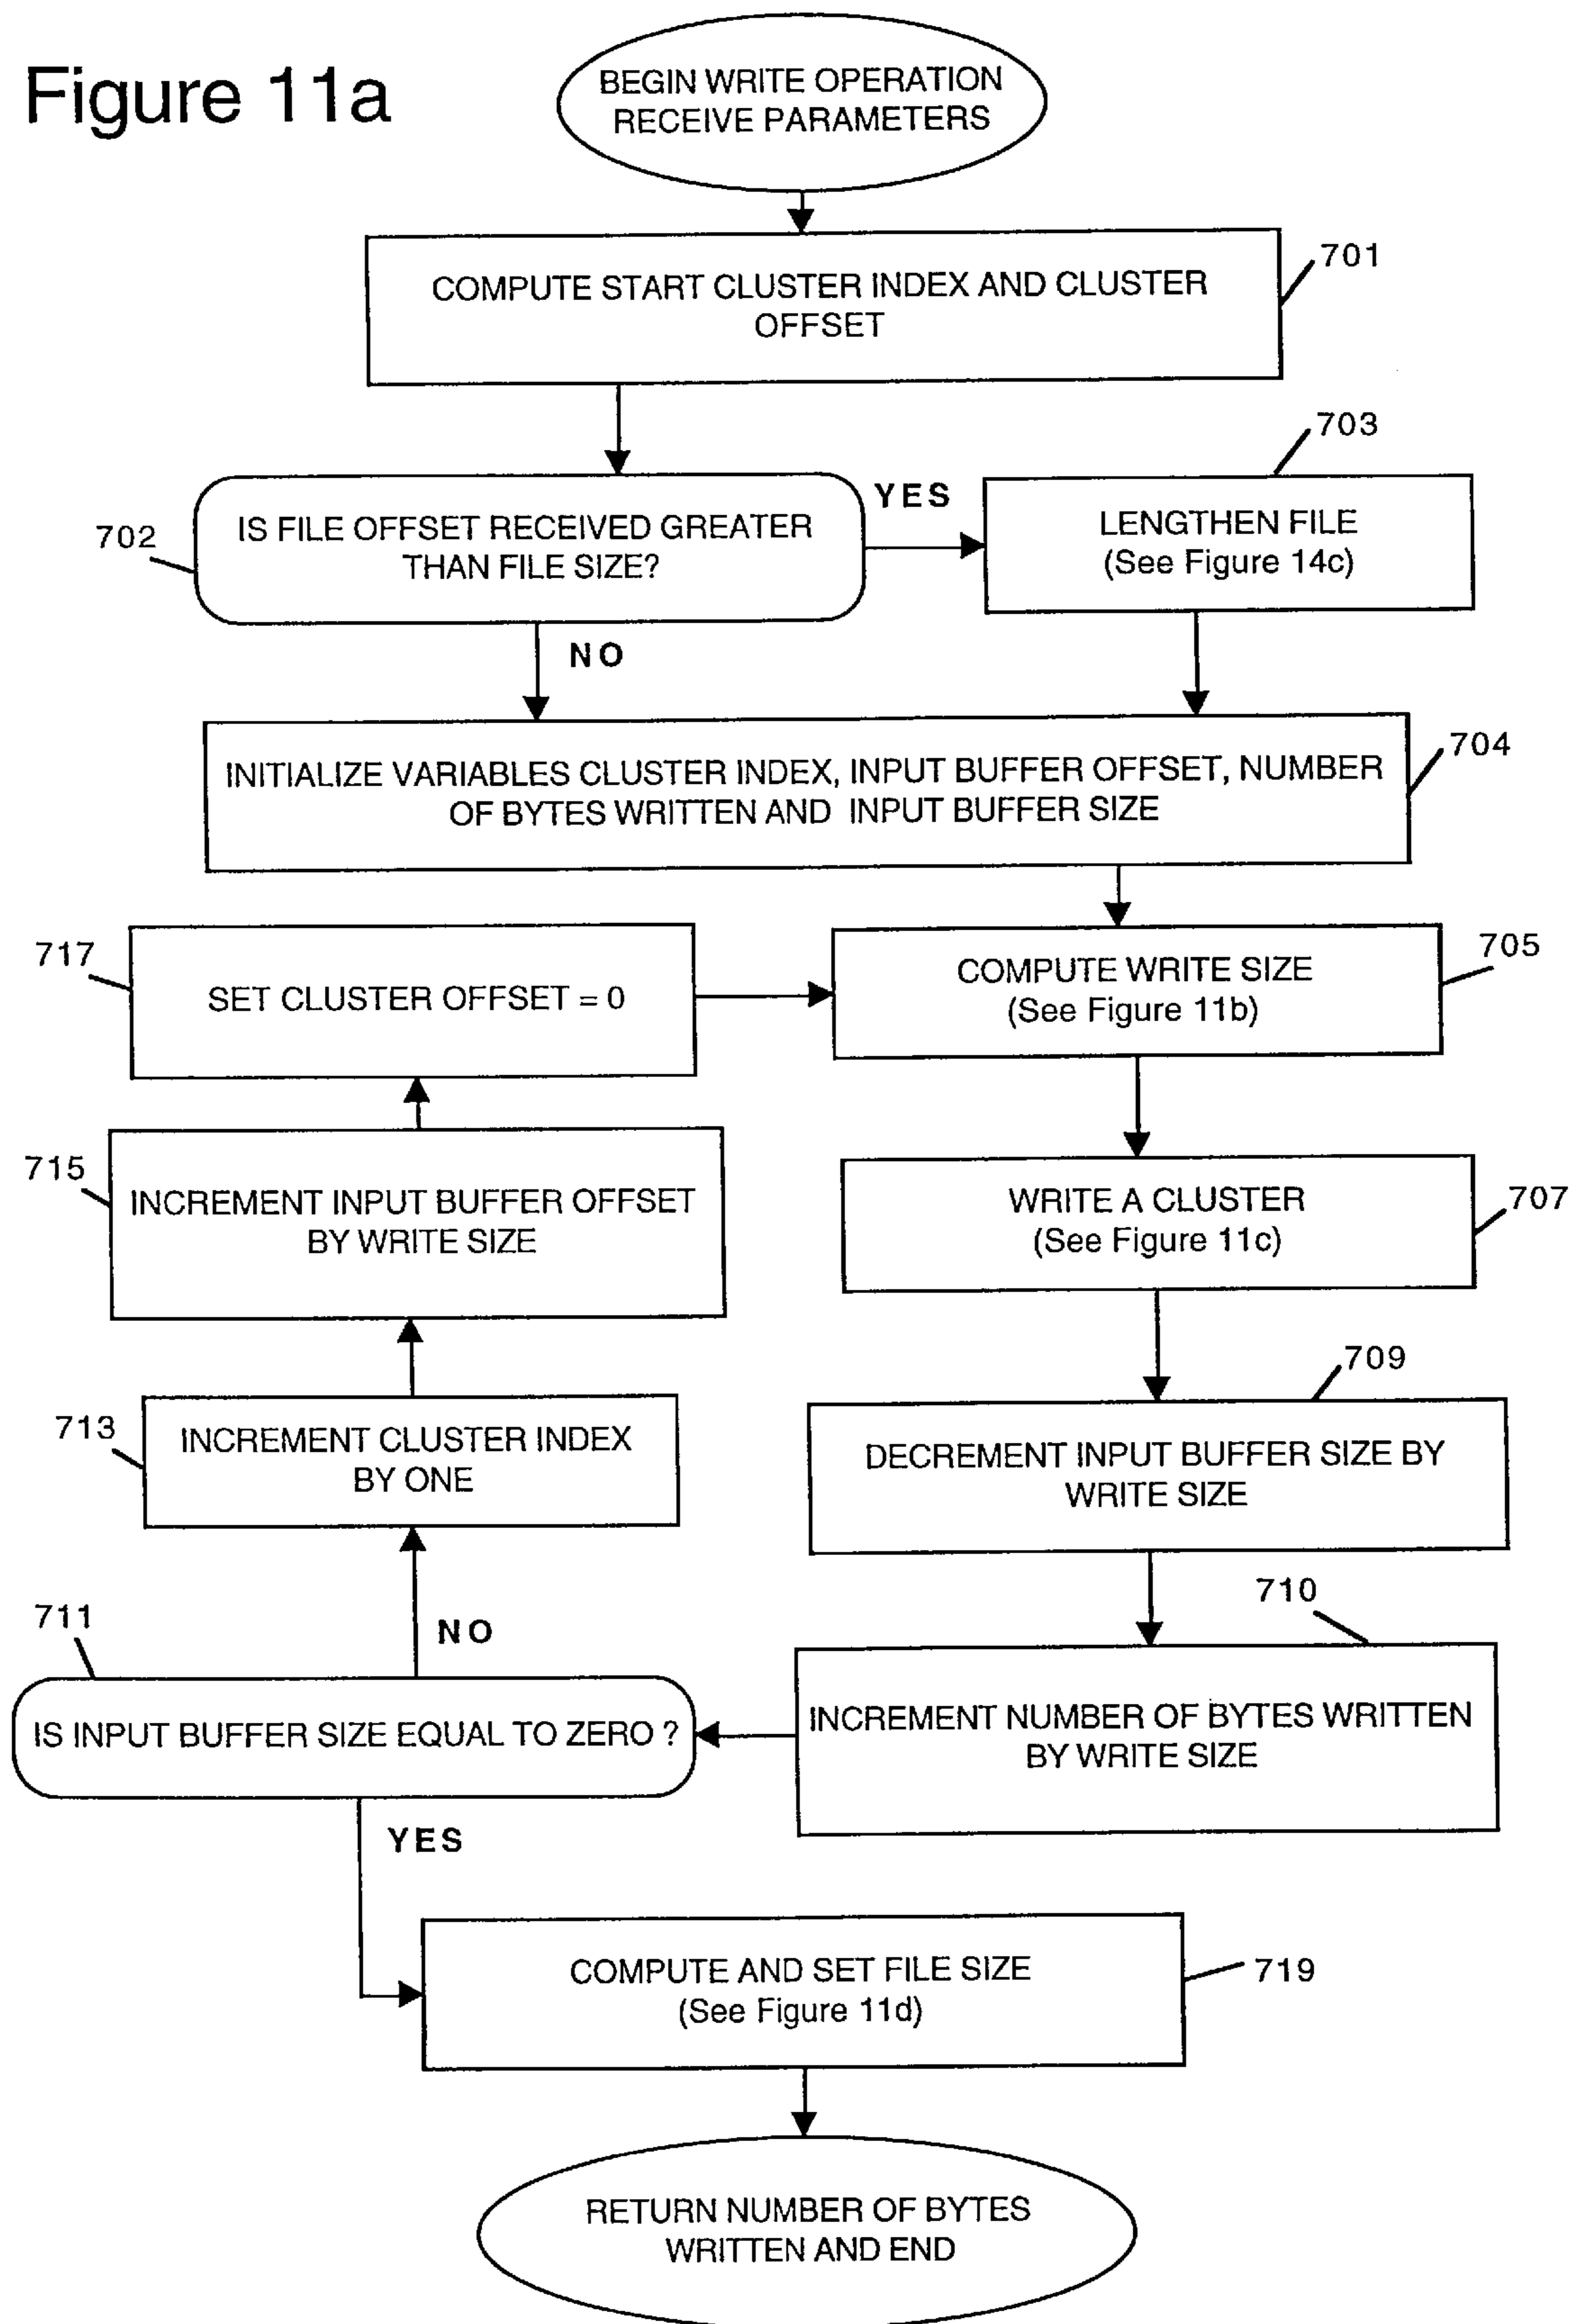 Figure 11a
BEGIN WRITE OPERATION
RECEIVE PARAMETERS
COMPUTE START CLUSTER INDEX AND CLUSTER
OFFSET
701
703
702
IS FILE OFFSET RECEIVED GREATER
THAN FILE SIZE?
YES
LENGTHEN FILE
(See Figure 14c)
NO
704
INITIALIZE VARIABLES CLUSTER INDEX, INPUT BUFFER OFFSET, NUMBER
OF BYTES WRITTEN AND INPUT BUFFER SIZE
717
SET CLUSTER OFFSET = 0
705
COMPUTE WRITE SIZE
(See Figure 11b)
715
INCREMENT INPUT BUFFER OFFSET
BY WRITE SIZE
707
WRITE A CLUSTER
(See Figure 11c)
709
713
INCREMENT CLUSTER INDEX
BY ONE
DECREMENT INPUT BUFFER SIZE BY
WRITE SIZE
710
711
NO
IS INPUT BUFFER SIZE EQUAL TO ZERO ?
INCREMENT NUMBER OF BYTES WRITTEN
BY WRITE SIZE
YES
COMPUTE AND SET FILE SIZE
(See Figure 11d)
719
RETURN NUMBER OF BYTES
WRITTEN AND END